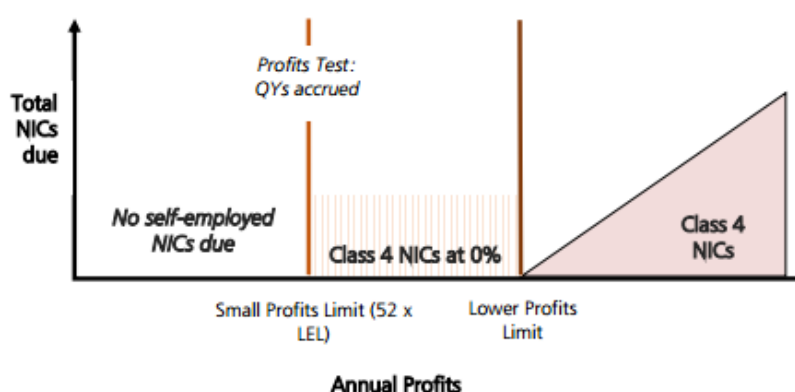 Profits Test:
QYs accrued
Total
NICs
due
No self-employed
NICs due
Class 4 NICs at 0%
Class 4
NICs
Small Profits Limit (52 x
LEL)
Lower Profits
Limit
Annual Profits